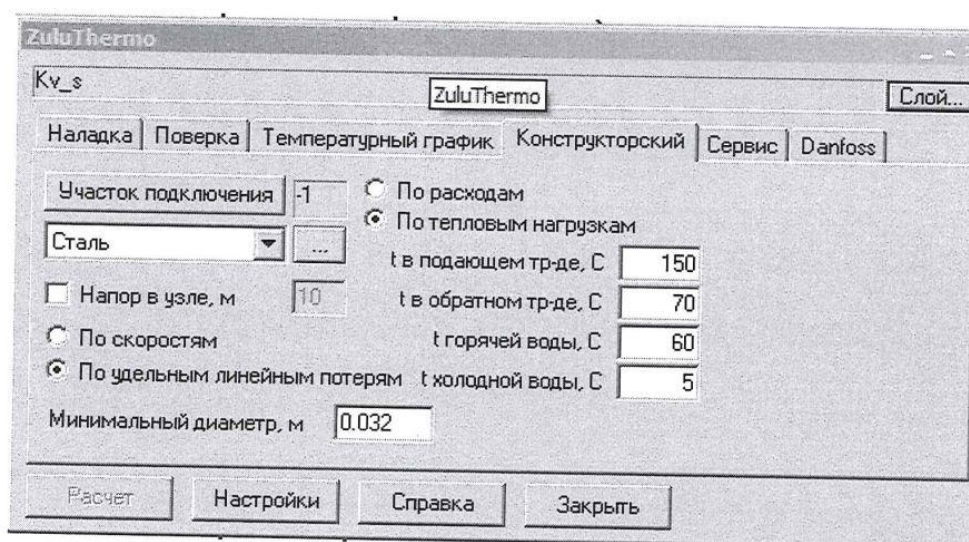 ZuluThermo
Kv_s
ZuluThermo
Слой...
Наладка Поверка Температурный график Конструкторский Сервис Danfoss
Участок подключения -1 По расходам
По тепловым нагрузкам
Сталь ... t в подающем тр-де, С 150
Напор в узле, м 10 t в обратном тр-де, С 70
По скоростям t горячей воды, С 60
По удельным линейным потерям t холодной воды, С 5
Минимальный диаметр, м 0.032
Расчет Настройки Справка Закрыть